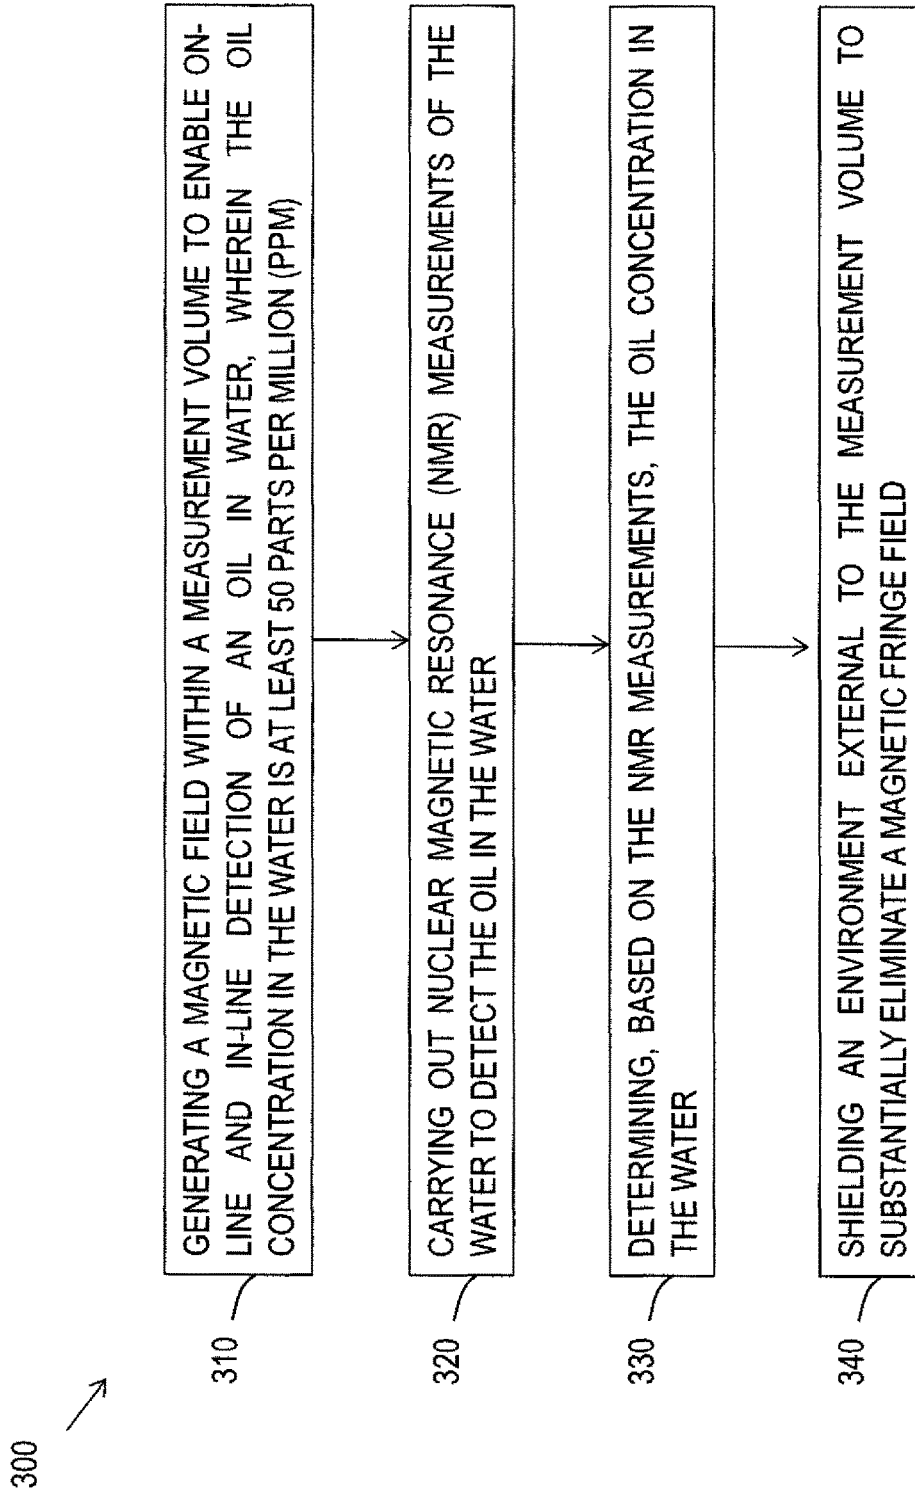 300
310
GENERATING A MAGNETIC FIELD WITHIN A MEASUREMENT VOLUME TO ENABLE ON-
LINE AND IN-LINE DETECTION OF AN OIL IN WATER, WHEREIN THE OIL
CONCENTRATION IN THE WATER IS AT LEAST 50 PARTS PER MILLION (PPM)
320
CARRYING OUT NUCLEAR MAGNETIC RESONANCE (NMR) MEASUREMENTS OF THE
WATER TO DETECT THE OIL IN THE WATER
330
DETERMINING, BASED ON THE NMR MEASUREMENTS, THE OIL CONCENTRATION IN
THE WATER
340
SHIELDING AN ENVIRONMENT EXTERNAL TO THE MEASUREMENT VOLUME TO
SUBSTANTIALLY ELIMINATE A MAGNETIC FRINGE FIELD